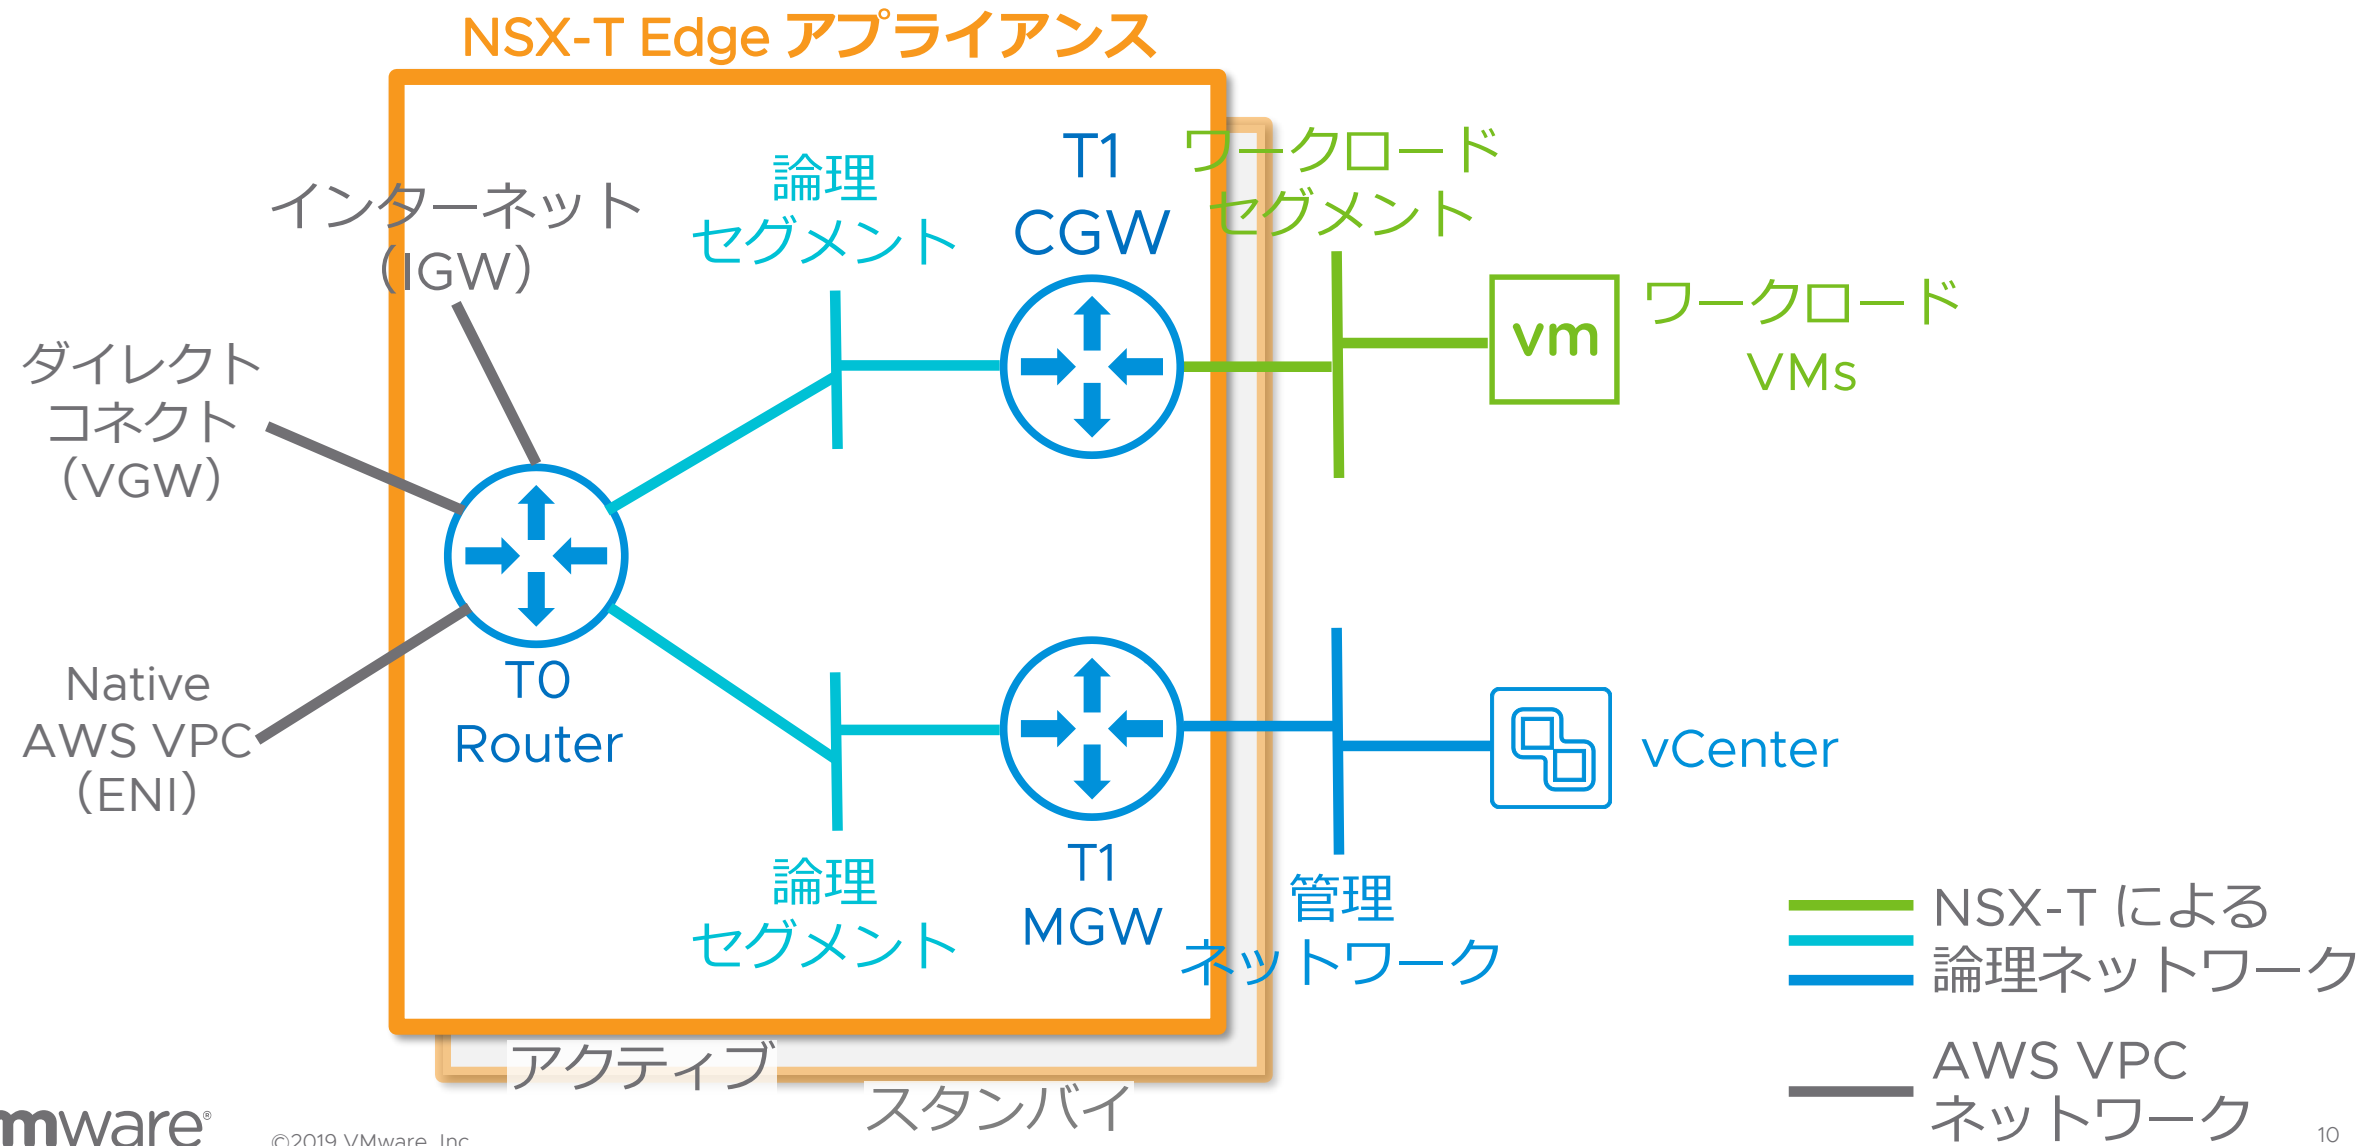 NSX-T Edge アプライアンス
インターネット
（IGW）
ダイレクト
コネクト
（VGW）
Native
AWS VPC
（ENI）
T0
Router
論理
セグメント
T1
CGW
ワークロード
セグメント
vm
ワークロード
VMs
論理
セグメント
T1
MGW
管理
ネットワーク
vCenter
アクティブ
スタンバイ
NSX-T による
論理ネットワーク
AWS VPC
ネットワーク
mware®
©2019 VMware, Inc.
10